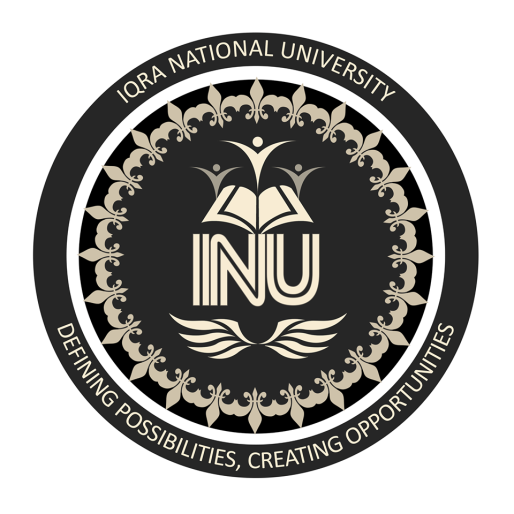 IQRA NATIONAL UNIVERSITY
INU
DEFINING POSSIBILITIES, CREATING OPPORTUNITIES